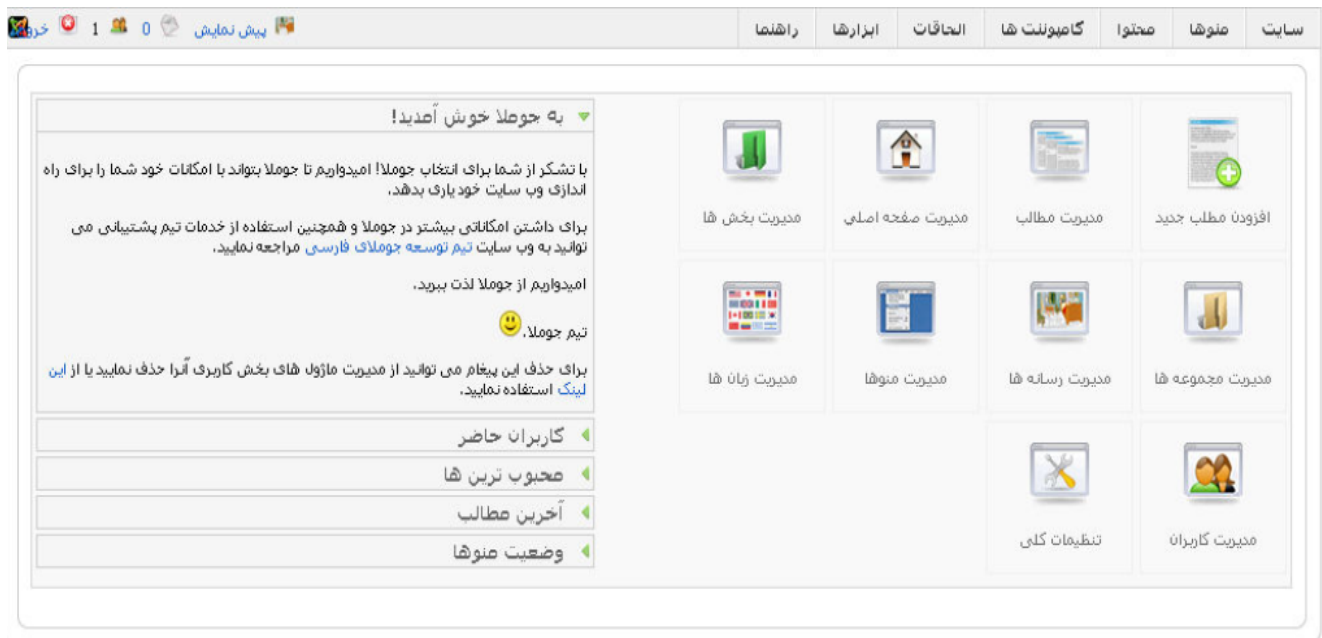 سایت
منوها
محتوا
کامپوننت ها
الحاقات
ابزارها
راهنما
پیش نمایش
0
1
افزودن مطلب جدید
مدیریت مطالب
مدیریت صفحه اصلی
مدیریت بخش ها
مدیریت مجموعه ها
مدیریت رسانه ها
مدیریت منوها
مدیریت زبان ها
مدیریت کاربران
تنظیمات کلی
به جوملا خوش آمدید!
با تشکر از شما برای انتخاب جوملا! امیدواریم تا جوملا بتواند با امکانات خود شما را برای راه
اندازی وب سایت خود یاری بدهد.
برای داشتن امکاناتی بیشتر در جوملا و همچنین استفاده از خدمات تیم پشتیبانی می
توانید به وب سایت تیم توسعه جوملای فارسی مراجعه نمایید.
امیدواریم از جوملا لذت ببرید.
تیم جوملا.
برای حذف این پیغام می توانید از مدیریت ماژول های بخش کاربری آنرا حذف نمایید یا از این
لینک استفاده نمایید.
کاربران حاضر
محبوب ترین ها
آخرین مطالب
وضعیت منوها